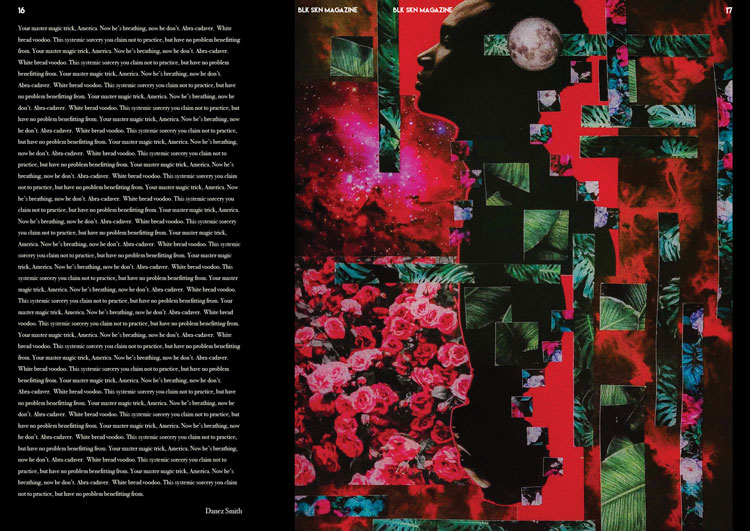 16
BLK SKN MAGAZINE
BLK SKN MAGAZINE
17
Your master magic trick, America. Now he's breathing, now he don't. Abra-cadaver.  White
bread voodoo. This systemic sorcery you claim not to practice, but have no problem benefitting
from. Your master magic trick, America. Now he's breathing, now he don't. Abra-cadaver.
White bread voodoo. This systemic sorcery you claim not to practice, but have no problem
benefitting from. Your master magic trick, America. Now he's breathing, now he don't.
Abra-cadaver.  White bread voodoo. This systemic sorcery you claim not to practice, but have
no problem benefitting from. Your master magic trick, America. Now he's breathing, now he
don't. Abra-cadaver.  White bread voodoo. This systemic sorcery you claim not to practice, but
have no problem benefitting from. Your master magic trick, America. Now he's breathing, now
he don't. Abra-cadaver.  White bread voodoo. This systemic sorcery you claim not to practice,
but have no problem benefitting from. Your master magic trick, America. Now he's breathing,
now he don't. Abra-cadaver.  White bread voodoo. This systemic sorcery you claim not to
practice, but have no problem benefitting from. Your master magic trick, America. Now he's
breathing, now he don't. Abra-cadaver.  White bread voodoo. This systemic sorcery you claim
not to practice, but have no problem benefitting from. Your master magic trick, America. Now
he's breathing, now he don't. Abra-cadaver.  White bread voodoo. This systemic sorcery you
claim not to practice, but have no problem benefitting from. Your master magic trick, America.
Now he's breathing, now he don't. Abra-cadaver.  White bread voodoo. This systemic sorcery
you claim not to practice, but have no problem benefitting from. Your master magic trick,
America. Now he's breathing, now he don't. Abra-cadaver.  White bread voodoo. This systemic
sorcery you claim not to practice, but have no problem benefitting from. Your master magic
trick, America. Now he's breathing, now he don't. Abra-cadaver.  White bread voodoo. This
systemic sorcery you claim not to practice, but have no problem benefitting from. Your master
magic trick, America. Now he's breathing, now he don't. Abra-cadaver.  White bread voodoo.
This systemic sorcery you claim not to practice, but have no problem benefitting from. Your
master magic trick, America. Now he's breathing, now he don't. Abra-cadaver.  White bread
voodoo. This systemic sorcery you claim not to practice, but have no problem benefitting from.
Your master magic trick, America. Now he's breathing, now he don't. Abra-cadaver.  White
bread voodoo. This systemic sorcery you claim not to practice, but have no problem benefitting
from. Your master magic trick, America. Now he's breathing, now he don't. Abra-cadaver.
White bread voodoo. This systemic sorcery you claim not to practice, but have no problem
benefitting from. Your master magic trick, America. Now he's breathing, now he don't.
Abra-cadaver.  White bread voodoo. This systemic sorcery you claim not to practice, but have
no problem benefitting from. Your master magic trick, America. Now he's breathing, now he
don't. Abra-cadaver.  White bread voodoo. This systemic sorcery you claim not to practice, but
have no problem benefitting from. Your master magic trick, America. Now he's breathing, now
he don't. Abra-cadaver.  White bread voodoo. This systemic sorcery you claim not to practice,
but have no problem benefitting from. Your master magic trick, America. Now he's breathing,
now he don't. Abra-cadaver.  White bread voodoo. This systemic sorcery you claim not to
practice, but have no problem benefitting from. Your master magic trick, America. Now he's
breathing, now he don't. Abra-cadaver.  White bread voodoo. This systemic sorcery you claim
not to practice, but have no problem benefitting from.
Danez Smith